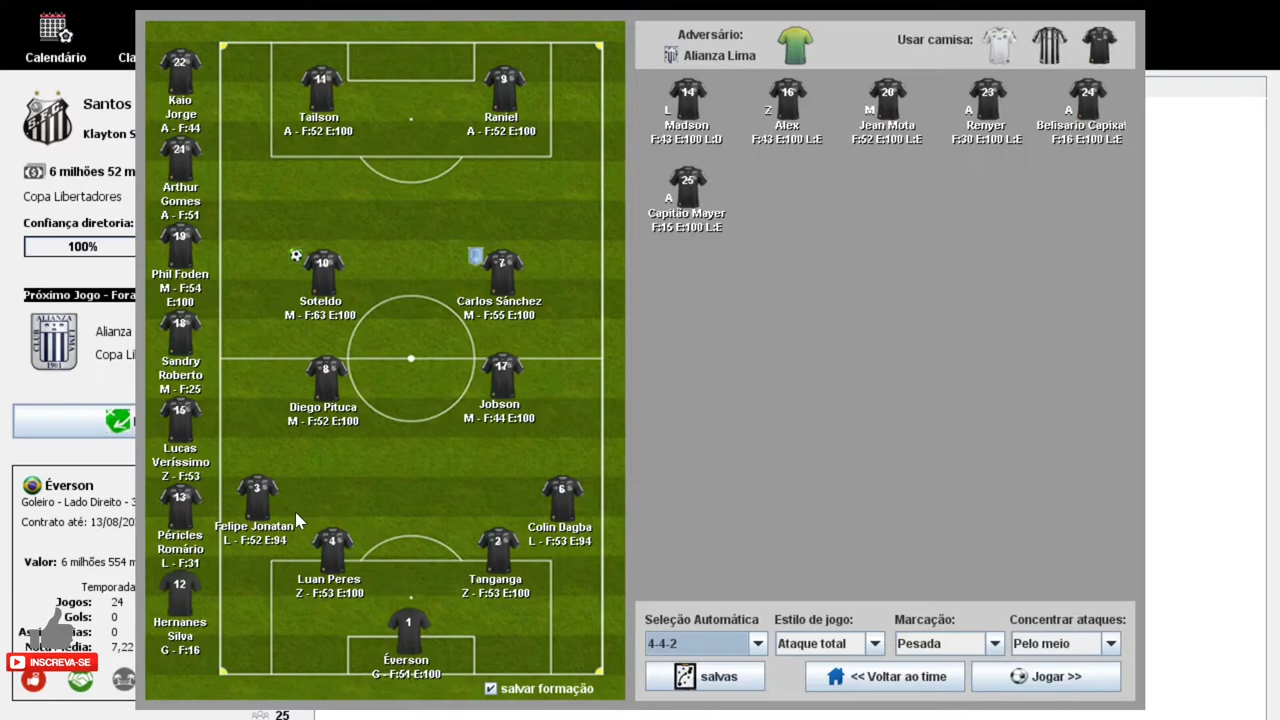 Calendário
Cla
Santos
Klayton S
6 milhões 52 m
Copa Libertadores
Confiança diretoria:
100%
Próximo Jogo - Fora
ALIANZA
LIMA
1901
Alianza
Copa Li
Éverson
Goleiro - Lado Direito - 3
Contrato até: 13/08/20
Valor: 6 milhões 554 m
Temporada
Jogos: 24
Gols: 0
0
7,22
INSCREVA-SE
25
22
Kaio
Jorge
A - F:44
21
Arthur
Gomes
A - F:51
19
Phil Foden
M - F:54
E:100
18
Sandry
Roberto
M - F:25
15
Lucas
Veríssimo
Z - F:53
13
Péricles
Romário
L - F:31
12
Hernanes
Silva
G - F:16
11
Tailson
A - F:52 E:100
9
Raniel
A - F:52 E:100
10
Soteldo
M - F:63 E:100
7
Carlos Sánchez
M - F:55 E:100
8
Diego Pituca
M - F:52 E:100
17
Jobson
M - F:44 E:100
3
Felipe Jonatan
L - F:52 E:94
6
Colin Dagba
L - F:53 E:94
4
Luan Peres
Z - F:53 E:100
2
Tanganga
Z - F:53 E:100
1
Éverson
G - F:51 E:100
salvar formação
Adversário:
Alianza Lima
Usar camisa:
14
L
Madson
F:43 E:100 L:D
16
Z
Alex
F:43 E:100 L:E
20
M
Jean Mota
F:52 E:100 L:E
23
A
Renyer
F:30 E:100 L:E
24
A
Belisario Capixa
F:16 E:100 L:E
25
A
Capitão Mayer
F:15 E:100 L:E
Seleção Automática
4-4-2
Estilo de jogo:
Ataque total
Marcação:
Pesada
Concentrar ataques:
Pelo meio
salvas
<< Voltar ao time
Jogar >>